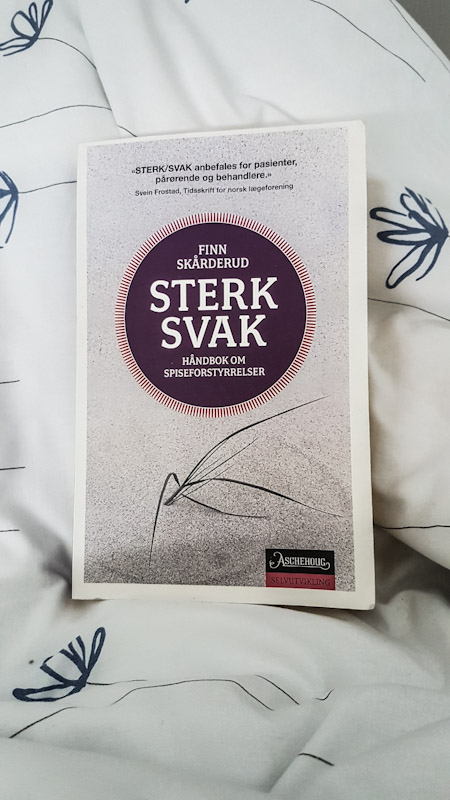 «STERK/SVAK anbefales for pasienter,
pårørende og behandlere.»
Svein Frostad, Tidsskrift for norsk lægeforening
FINN
SKÅRDERUD
STERK
SVAK
HÅNDBOK OM
SPISEFORSTYRRELSER
ASCHEHOUG
SELVUTVIKLING